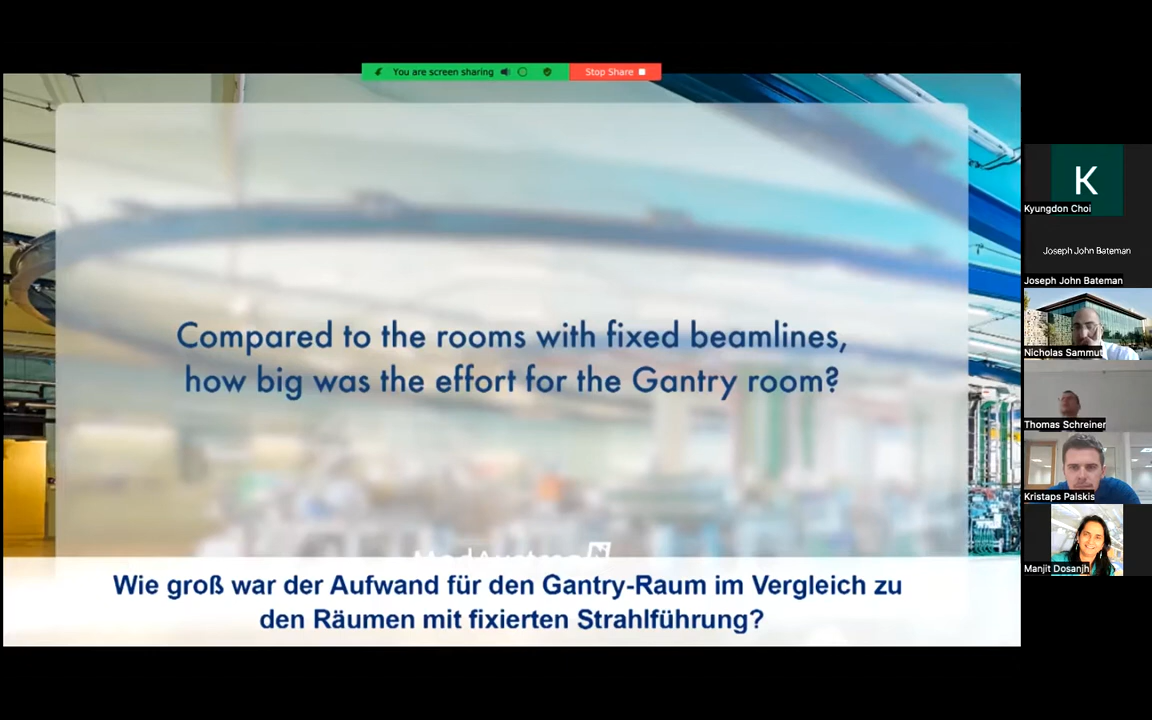 You are screen sharing
Stop Share
Compared to the rooms with fixed beamlines,
how big was the effort for the Gantry room?
Wie groß war der Aufwand für den Gantry-Raum im Vergleich zu
den Räumen mit fixierten Strahlführung?
K
Kyungdon Choi
Joseph John Bateman
Joseph John Bateman
Nicholas Sammut
Thomas Schreiner
Kristaps Palskis
Manjit Dosanjh